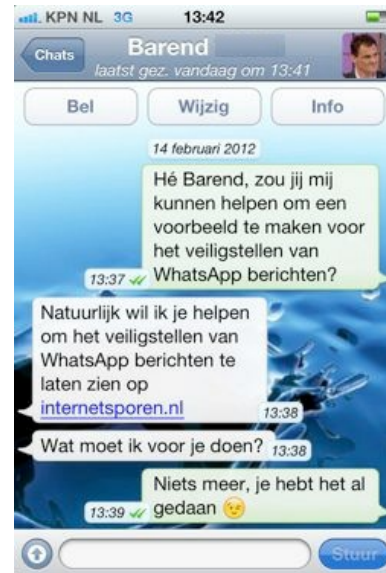 KPN NL 3G 13:42
Chats
Barend
laatst gez. vandaag om 13:41
Bel Wijzig Info
14 februari 2012
Hé Barend, zou jij mij
kunnen helpen om een
voorbeeld te maken voor
het veiligstellen van
WhatsApp berichten?
13:37
Natuurlijk wil ik je helpen
om het veiligstellen van
WhatsApp berichten te
laten zien op
internetsporen.nl
13:38
Wat moet ik voor je doen? 13:38
Niets meer, je hebt het al
gedaan 😉
13:39
Stuur